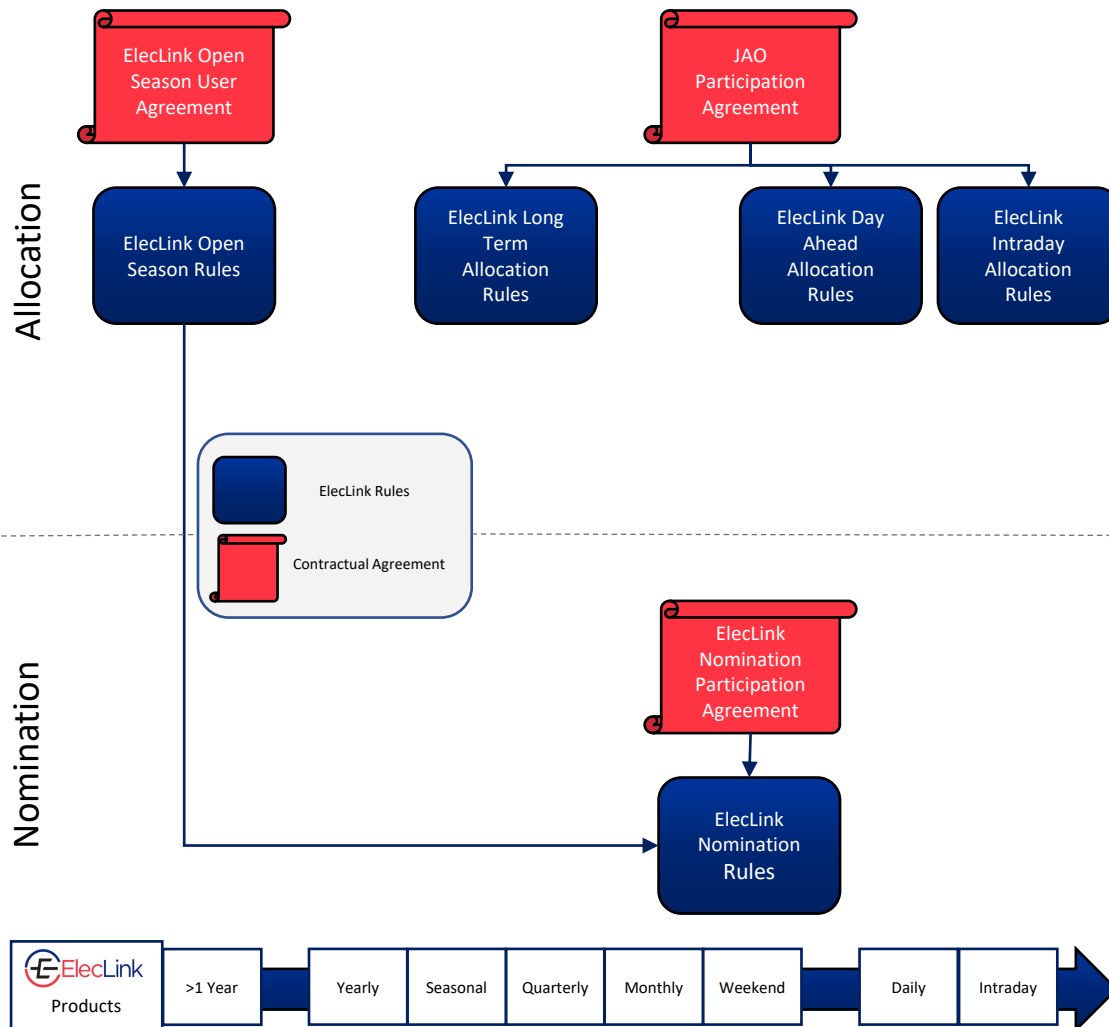 ElecLink Open
Season User
Agreement
JAO
Participation
Agreement
Allocation
ElecLink Open
Season Rules
ElecLink Long
Term
Allocation
Rules
ElecLink Day
Ahead
Allocation
Rules
ElecLink
Intraday
Allocation
Rules
ElecLink Rules
Contractual Agreement
Nomination
ElecLink
Nomination
Participation
Agreement
ElecLink
Nomination
Rules
ElecLink
Products
>1 Year
Yearly
Seasonal
Quarterly
Monthly
Weekend
Daily
Intraday